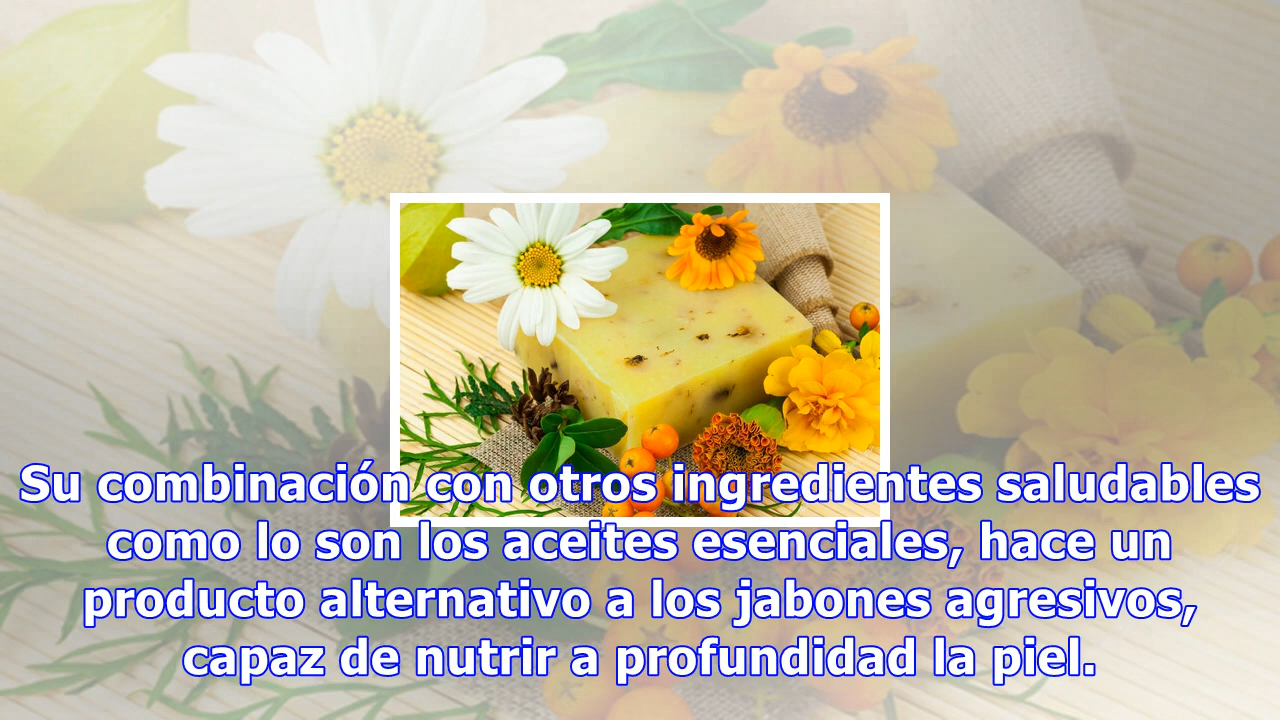 Su combinación con otros ingredientes saludables
como lo son los aceites esenciales, hace un
producto alternativo a los jabones agresivos,
capaz de nutrir a profundidad la piel.